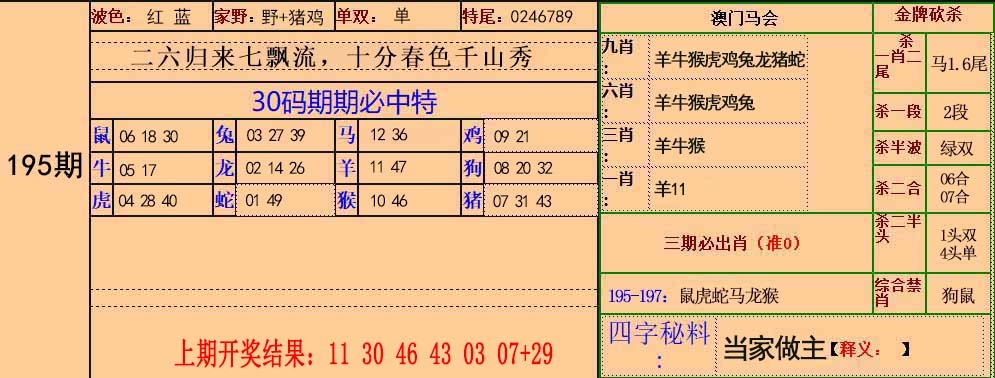 195期
波色：红 蓝 家野：野+猪鸡 单双：单 特尾：0246789
二六归来七飘流，十分春色千山秀
30码期期必中特
鼠 06 18 30 兔 03 27 39 马 12 36 鸡 09 21
牛 05 17 龙 02 14 26 羊 11 47 狗 08 20 32
虎 04 28 40 蛇 01 49 猴 10 46 猪 07 31 43
上期开奖结果：11 30 46 43 03 07+29
澳门马会
九肖： 羊牛猴虎鸡兔龙猪蛇
六肖： 羊牛猴虎鸡兔
三肖： 羊牛猴
一肖： 羊11
三期必出肖（准0）
195-197：鼠虎蛇马龙猴
四字秘料： 当家做主【释义： 】
金牌砍杀
杀一肖二尾 马1.6尾
杀一段 2段
杀半波 绿双
杀二合 06合
07合
杀二半头 1头双
4头单
综合禁肖 狗鼠